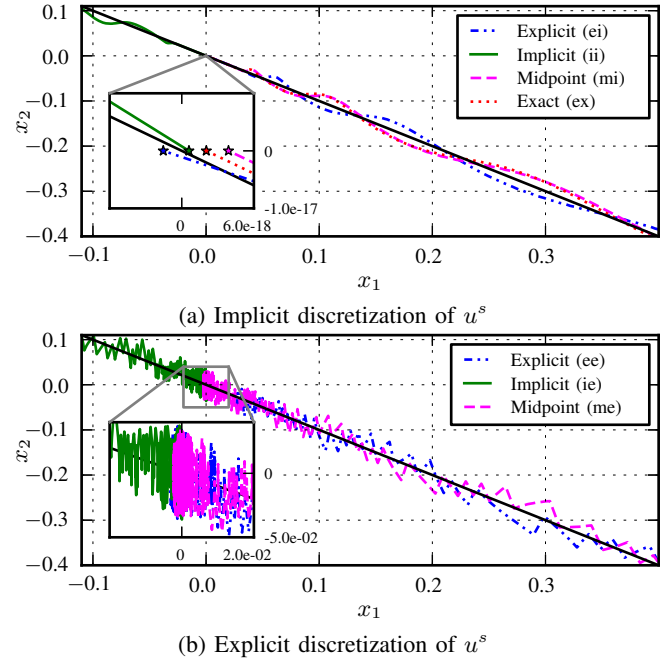 0.1
0.0
−0.1
−0.2
−0.3
−0.4
x₂
Explicit (ei)
Implicit (ii)
Midpoint (mi)
Exact (ex)
0
-1.0e-17
0
6.0e-18
−0.1
0.0
0.1
0.2
0.3
x₁
(a) Implicit discretization of uˢ
0.1
0.0
−0.1
−0.2
−0.3
−0.4
x₂
Explicit (ee)
Implicit (ie)
Midpoint (me)
0
-5.0e-02
0
2.0e-02
−0.1
0.0
0.1
0.2
0.3
x₁
(b) Explicit discretization of uˢ